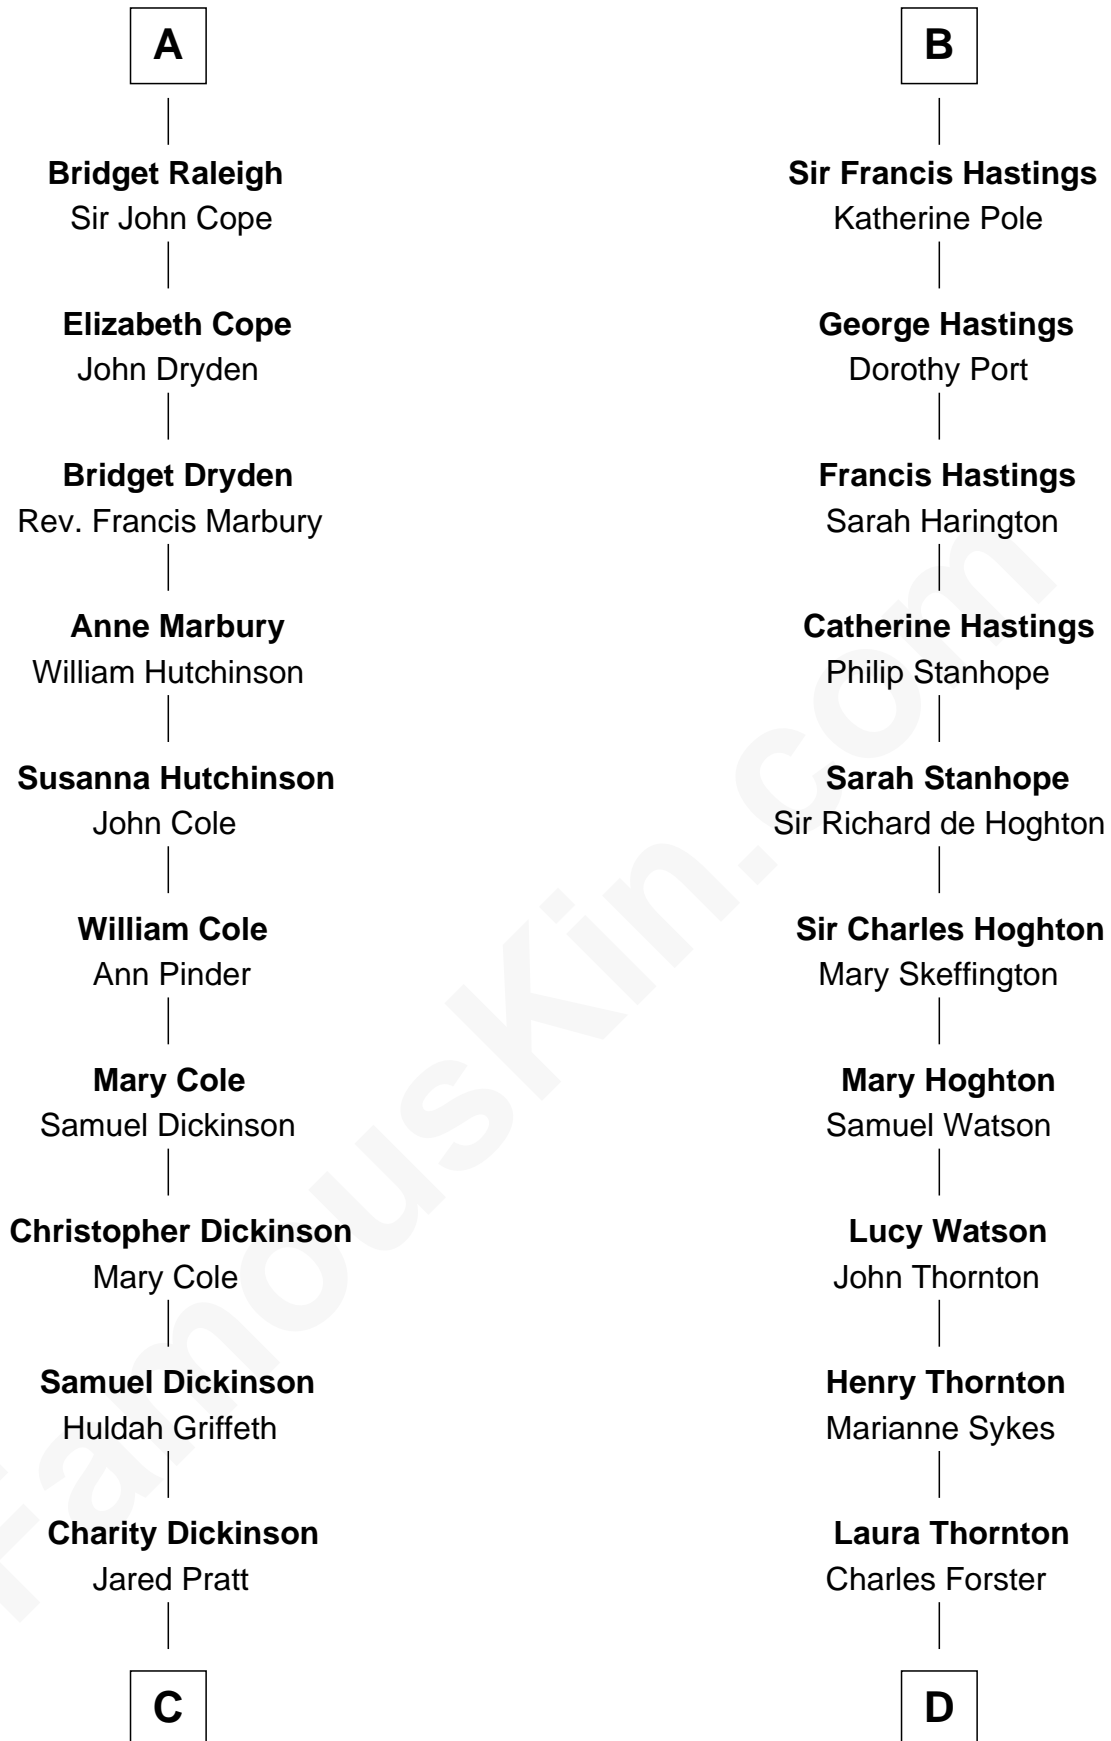 A
Bridget Raleigh
Sir John Cope
Elizabeth Cope
John Dryden
Bridget Dryden
Rev. Francis Marbury
Anne Marbury
William Hutchinson
Susanna Hutchinson
John Cole
William Cole
Ann Pinder
Mary Cole
Samuel Dickinson
Christopher Dickinson
Mary Cole
Samuel Dickinson
Huldah Griffeth
Charity Dickinson
Jared Pratt
C
B
Sir Francis Hastings
Katherine Pole
George Hastings
Dorothy Port
Francis Hastings
Sarah Harington
Catherine Hastings
Philip Stanhope
Sarah Stanhope
Sir Richard de Hoghton
Sir Charles Hoghton
Mary Skeffington
Mary Hoghton
Samuel Watson
Lucy Watson
John Thornton
Henry Thornton
Marianne Sykes
Laura Thornton
Charles Forster
D
FamousKin.com